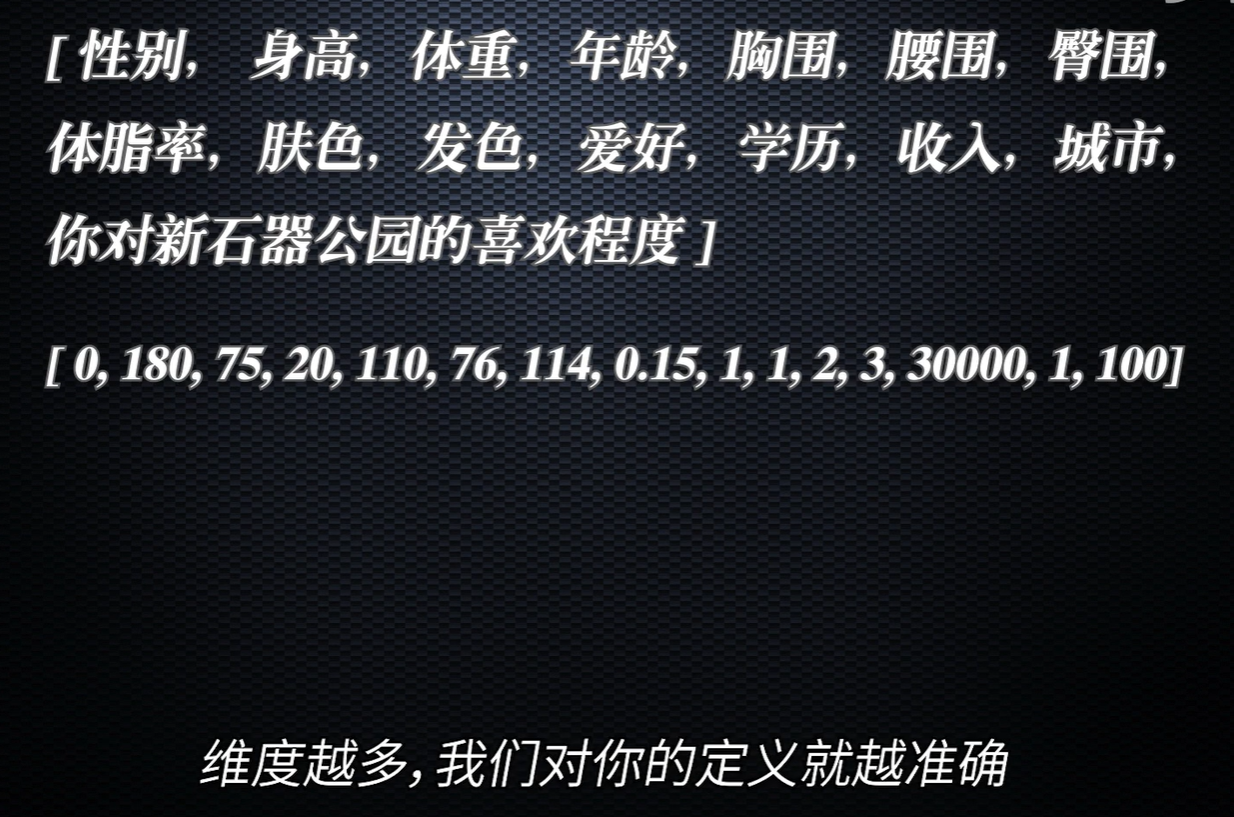 [ 性别， 身高，体重，年龄，胸围，腰围，臀围，
体脂率，肤色，发色，爱好，学历，收入，城市，
你对新石器公园的喜欢程度 ]
[ 0, 180, 75, 20, 110, 76, 114, 0.15, 1, 1, 2, 3, 30000, 1, 100]
维度越多，我们对你的定义就越准确